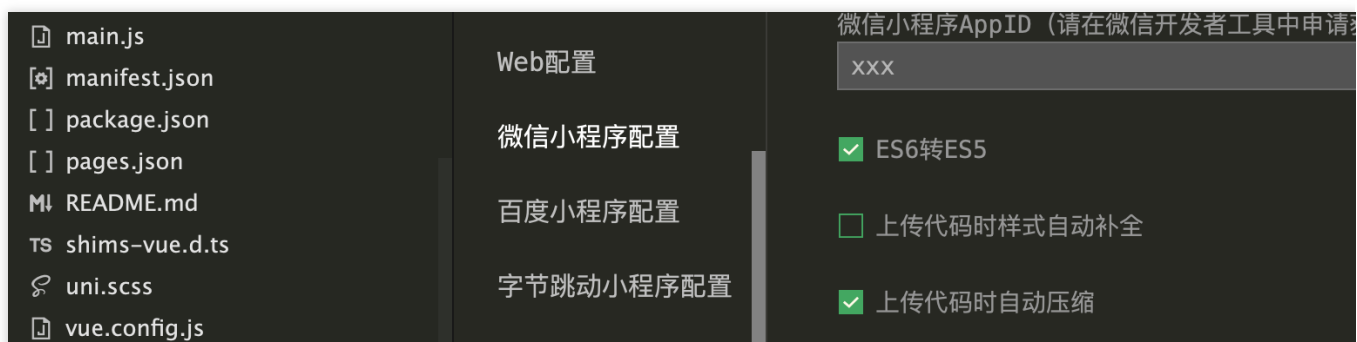 main.js
manifest.json
package.json
pages.json
README.md
TS shims-vue.d.ts
uni.scss
vue.config.js
Web配置
微信小程序配置
百度小程序配置
字节跳动小程序配置
微信小程序AppID（请在微信开发者工具中申请
xxx
ES6转ES5
上传代码时样式自动补全
上传代码时自动压缩